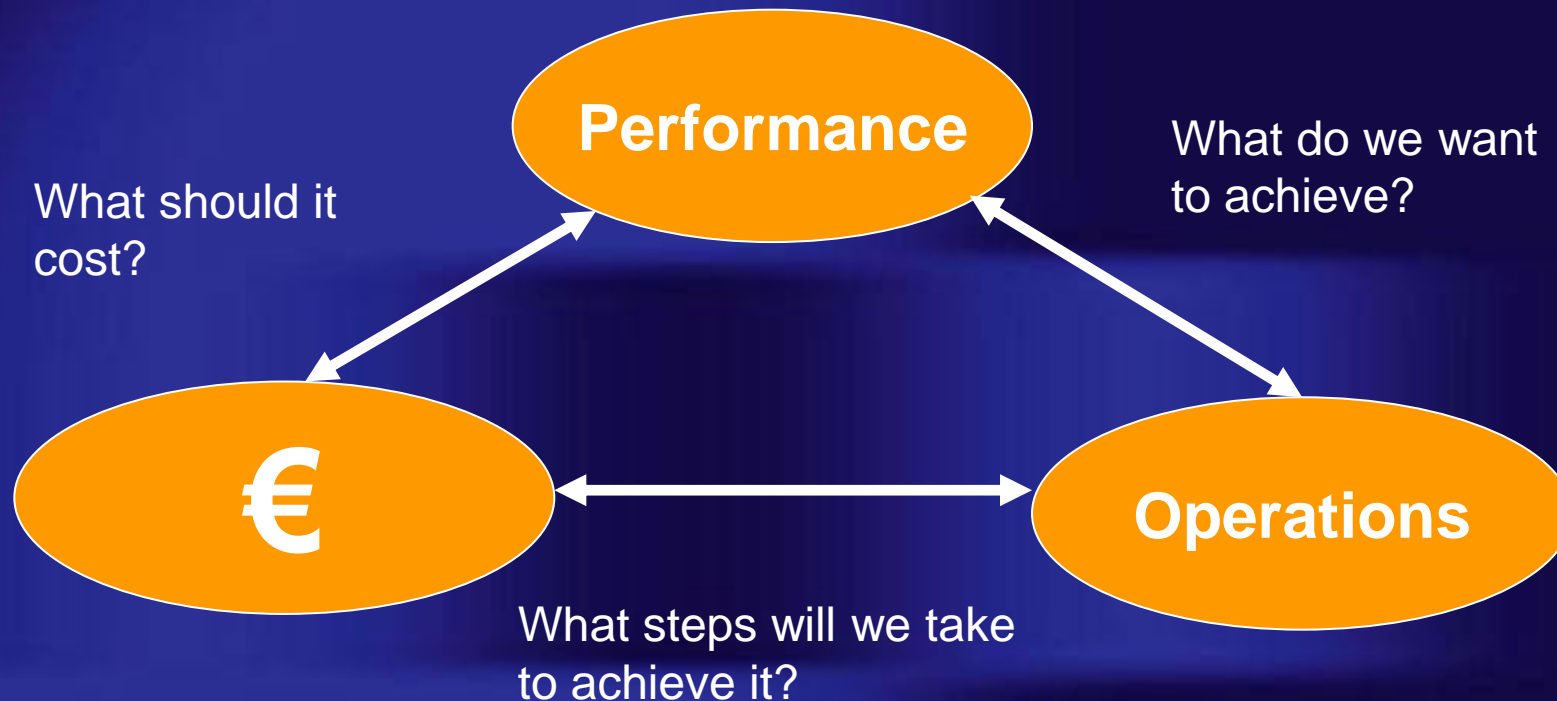 Performance
What do we want
to achieve?
What should it
cost?
€
Operations
What steps will we take
to achieve it?